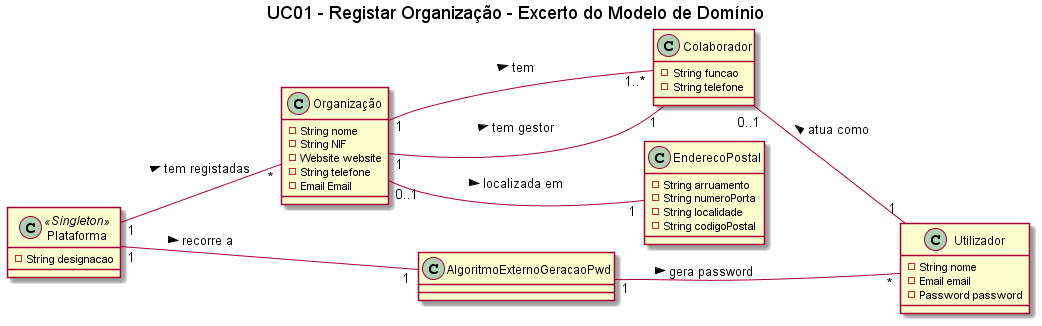 UC01 - Registar Organização - Excerto do Modelo de Domínio
C Colaborador
String funcao
String telefone
tem
1..*
1
C Organização
String nome
String NIF
Website website
String telefone
Email Email
tem gestor
1
1
0..1
atua como
1
C EnderecoPostal
String arruamento
String numeroPorta
String localidade
String codigoPostal
localizada em
0..1
1
tem registadas
*
1
C «Singleton»
Plataforma
String designacao
recorre a
1
1
C AlgoritmoExternoGeracaoPwd
gera password
1
*
C Utilizador
String nome
Email email
Password password